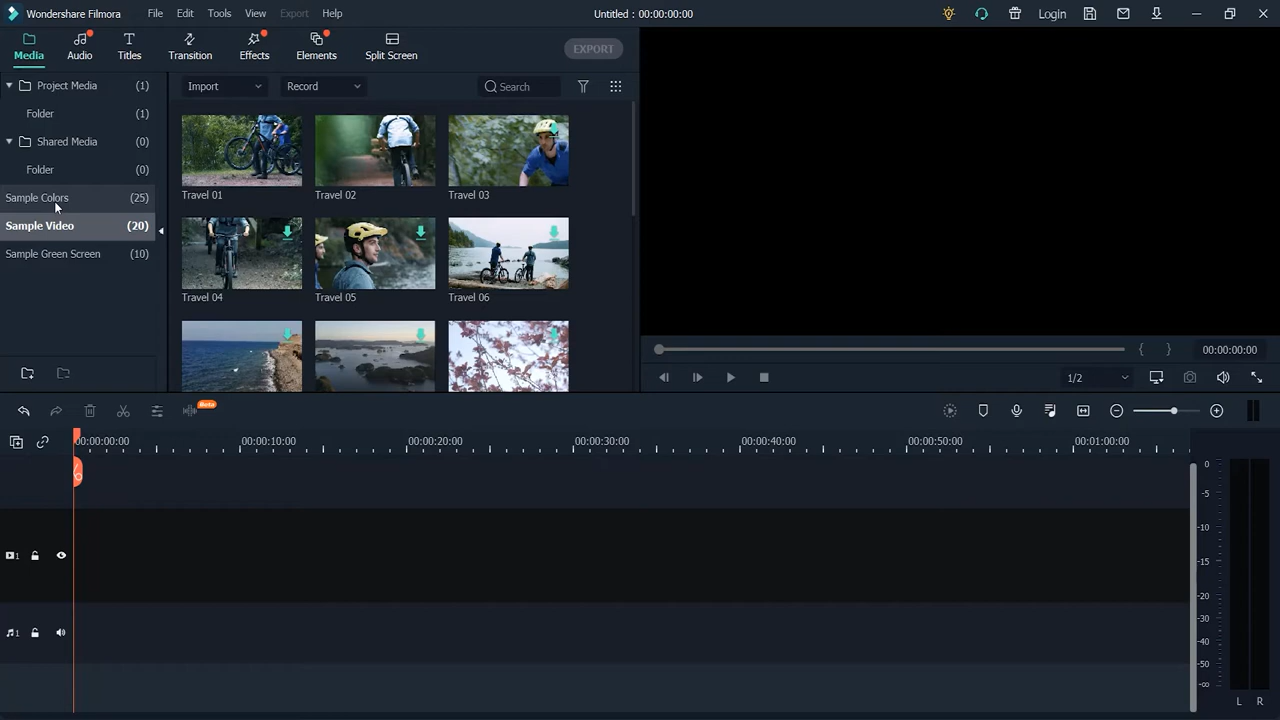 Wondershare Filmora File Edit Tools View Export Help Untitled : 00:00:00:00 Login
Media Audio Titles Transition Effects Elements Split Screen EXPORT
Project Media (1)
Folder (1)
Shared Media (0)
Folder (0)
Sample Colors (25)
Sample Video (20)
Sample Green Screen (10)
Import Record Search
Travel 01 Travel 02 Travel 03
Travel 04 Travel 05 Travel 06
00:00:00:00
1/2
Beta
00:00:00:00 00:00:10:00 00:00:20:00 00:00:30:00 00:00:40:00 00:00:50:00 00:01:00:00
1
1
0
-5
-10
-15
-20
-30
-40
-50
-∞
L R